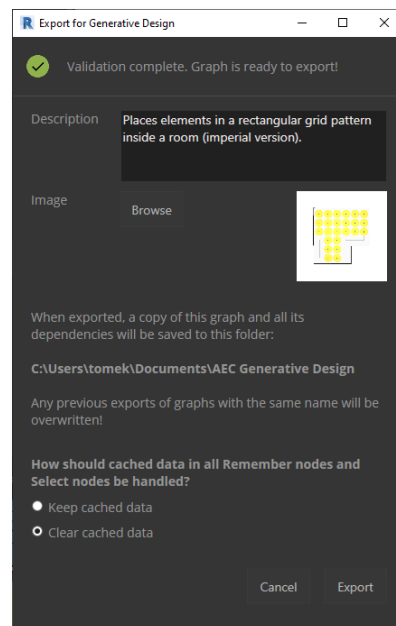 R Export for Generative Design
Validation complete. Graph is ready to export!
Description
Places elements in a rectangular grid pattern
inside a room (imperial version).
Image
Browse
When exported, a copy of this graph and all its
dependencies will be saved to this folder:
C:\Users\tomek\Documents\AEC Generative Design
Any previous exports of graphs with the same name will be
overwritten!
How should cached data in all Remember nodes and
Select nodes be handled?
Keep cached data
Clear cached data
Cancel Export